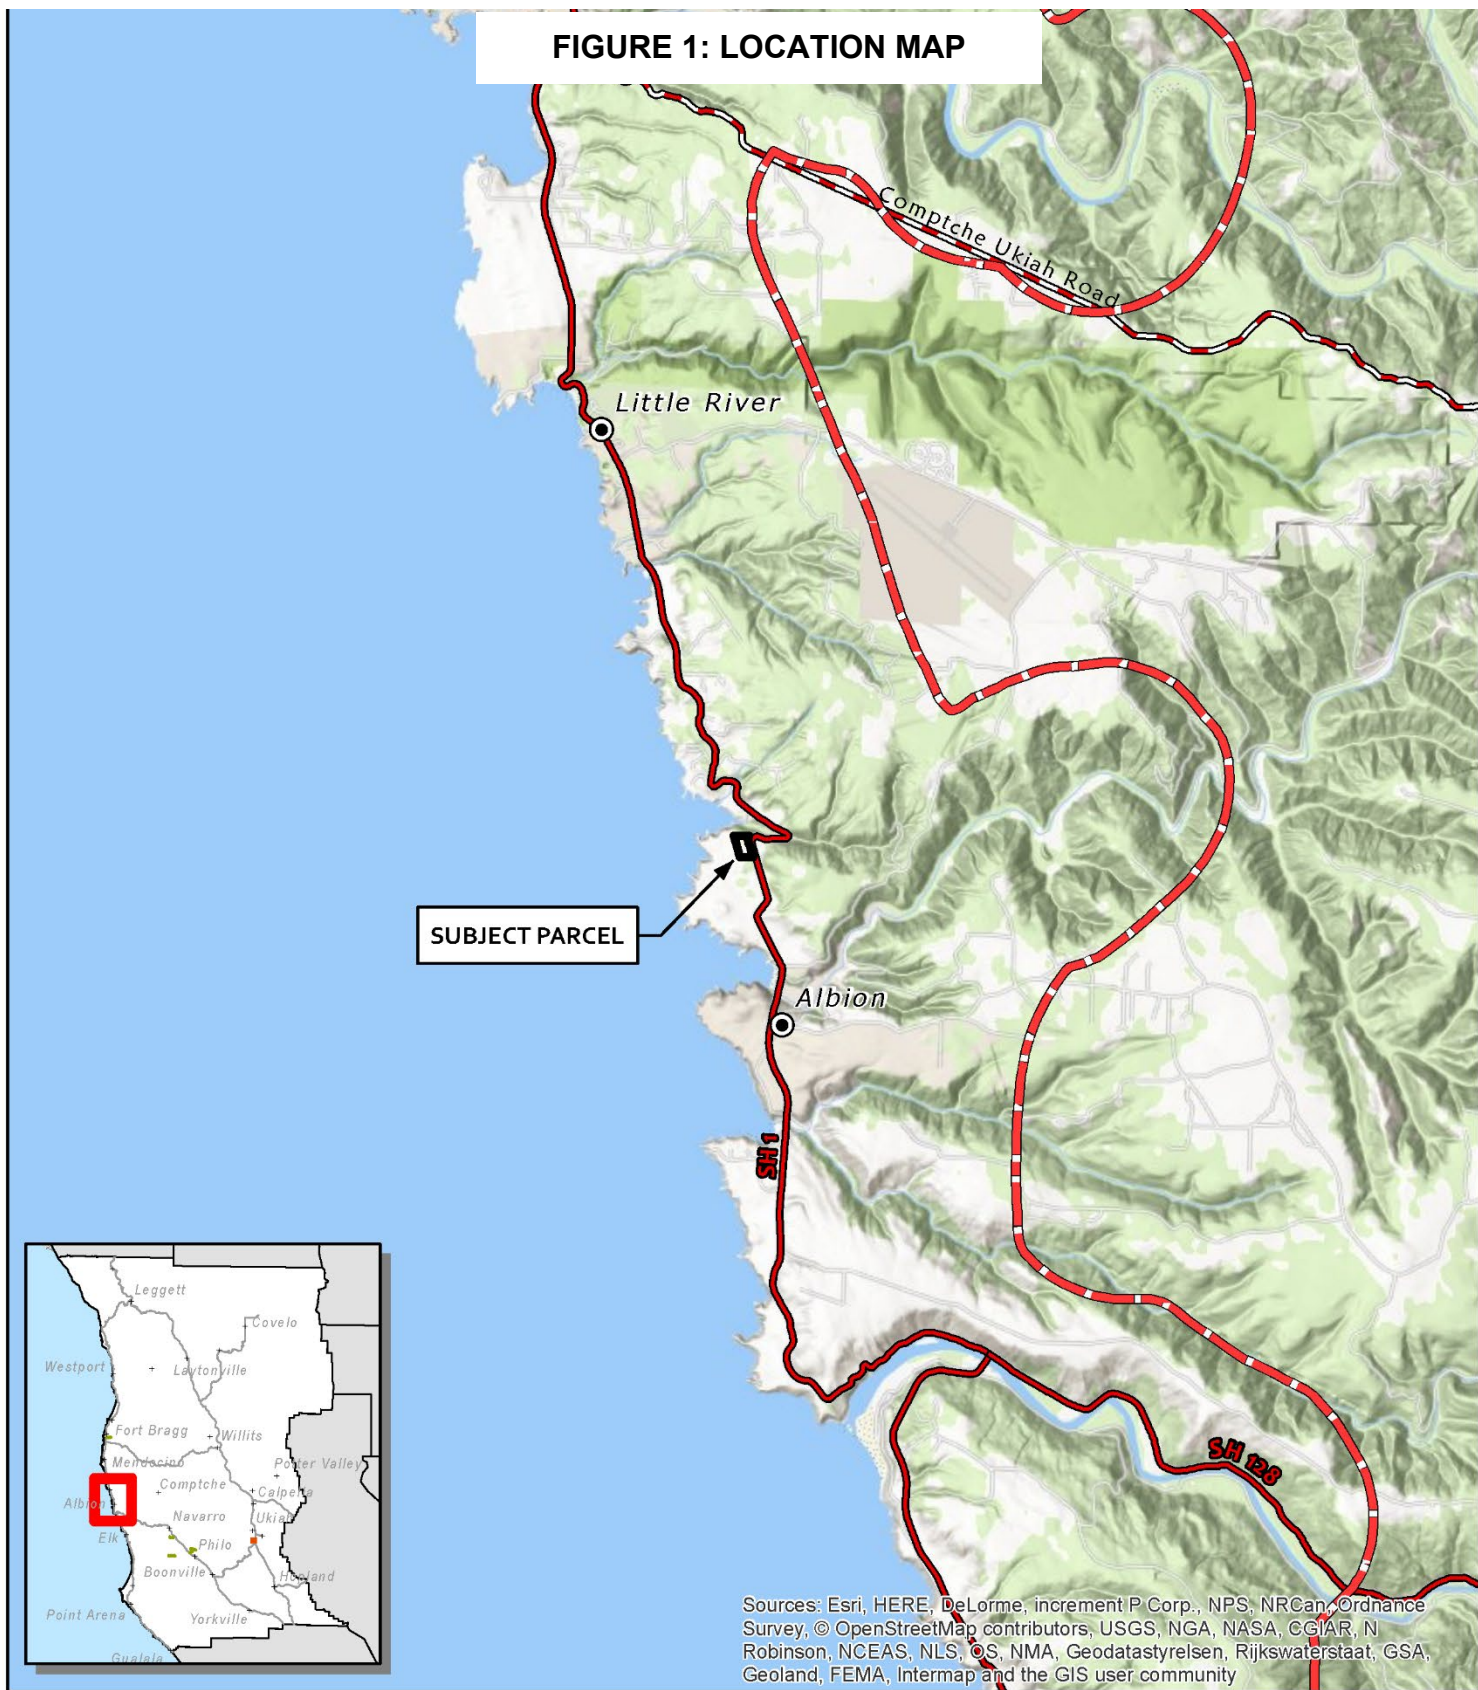 FIGURE 1: LOCATION MAP
Comptche Ukiah Road
Little River
SUBJECT PARCEL
Albion
SH 1
SH 128
Leggett
Covelo
Westport
Laytonville
Fort Bragg
Willits
Mendocino
Potter Valley
Comptche
Calpella
Albion
Navarro
Ukiah
Elk
Philo
Boonville
Hopland
Point Arena
Yorkville
Gualala
Sources: Esri, HERE, DeLorme, increment P Corp., NPS, NRCan, Ordnance
Survey, © OpenStreetMap contributors, USGS, NGA, NASA, CGIAR, N
Robinson, NCEAS, NLS, OS, NMA, Geodatastyrelsen, Rijkswaterstaat, GSA,
Geoland, FEMA, Intermap and the GIS user community